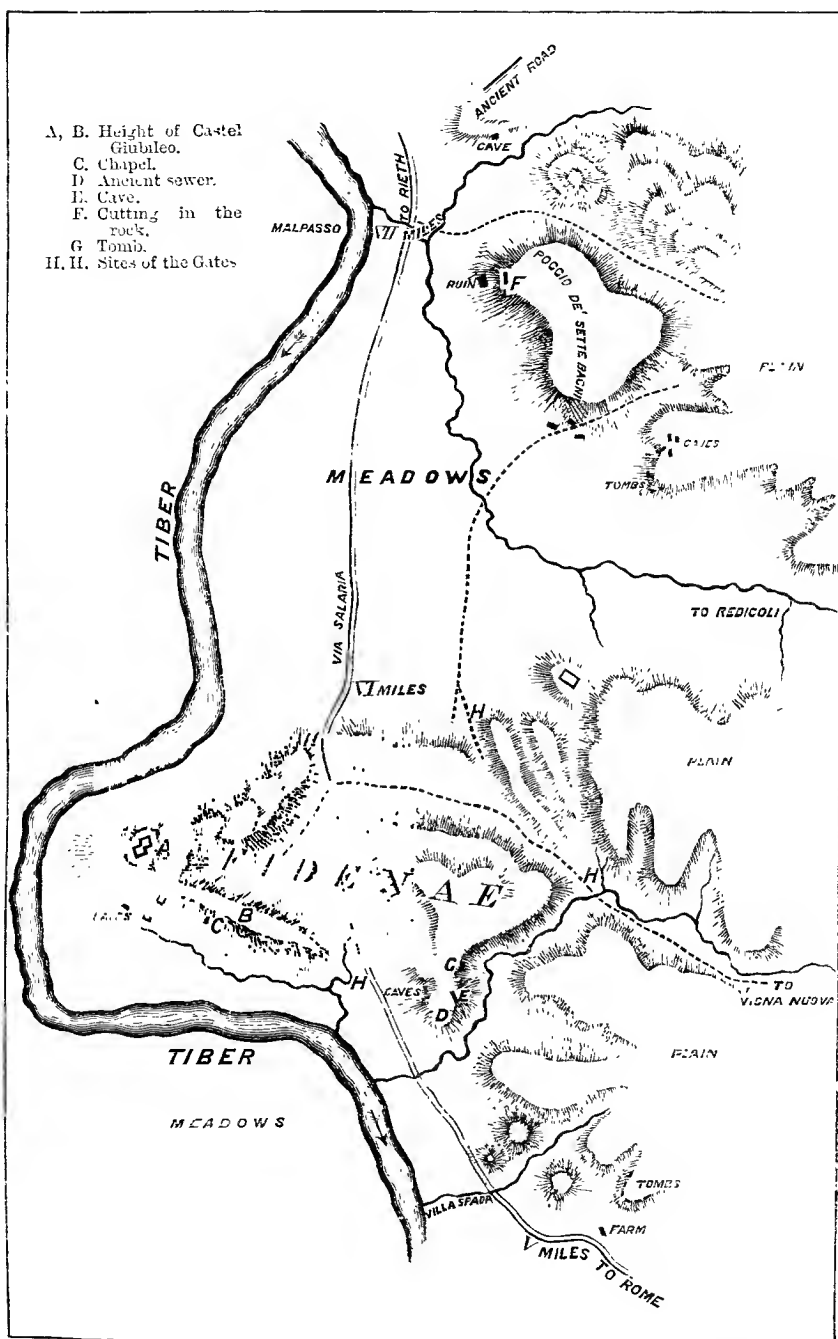 A, B. Height of Castel
Giubileo.
C. Chapel.
D Ancient sewer.
E. Cave.
F. Cutting in the
rock.
G Tomb.
H. H. Sites of the Gates
ANCIENT ROAD
CAVE
TO RIETH
MALPASSO
VII MILES
RUIN
F
POGGIO DE' SETTE BAGNI
PLAIN
CAVES
TOMBS
MEADOWS
TIBER
VIA SALARIA
TO REDICOLI
VI MILES
H
PLAIN
A
FIDENAE
H
B
C
CAVES
G
H
CAVES
E
D
TO
VIGNA NUOVA
TIBER
PLAIN
MEADOWS
TOMBS
VILLA SPADA
FARM
V MILES TO ROME